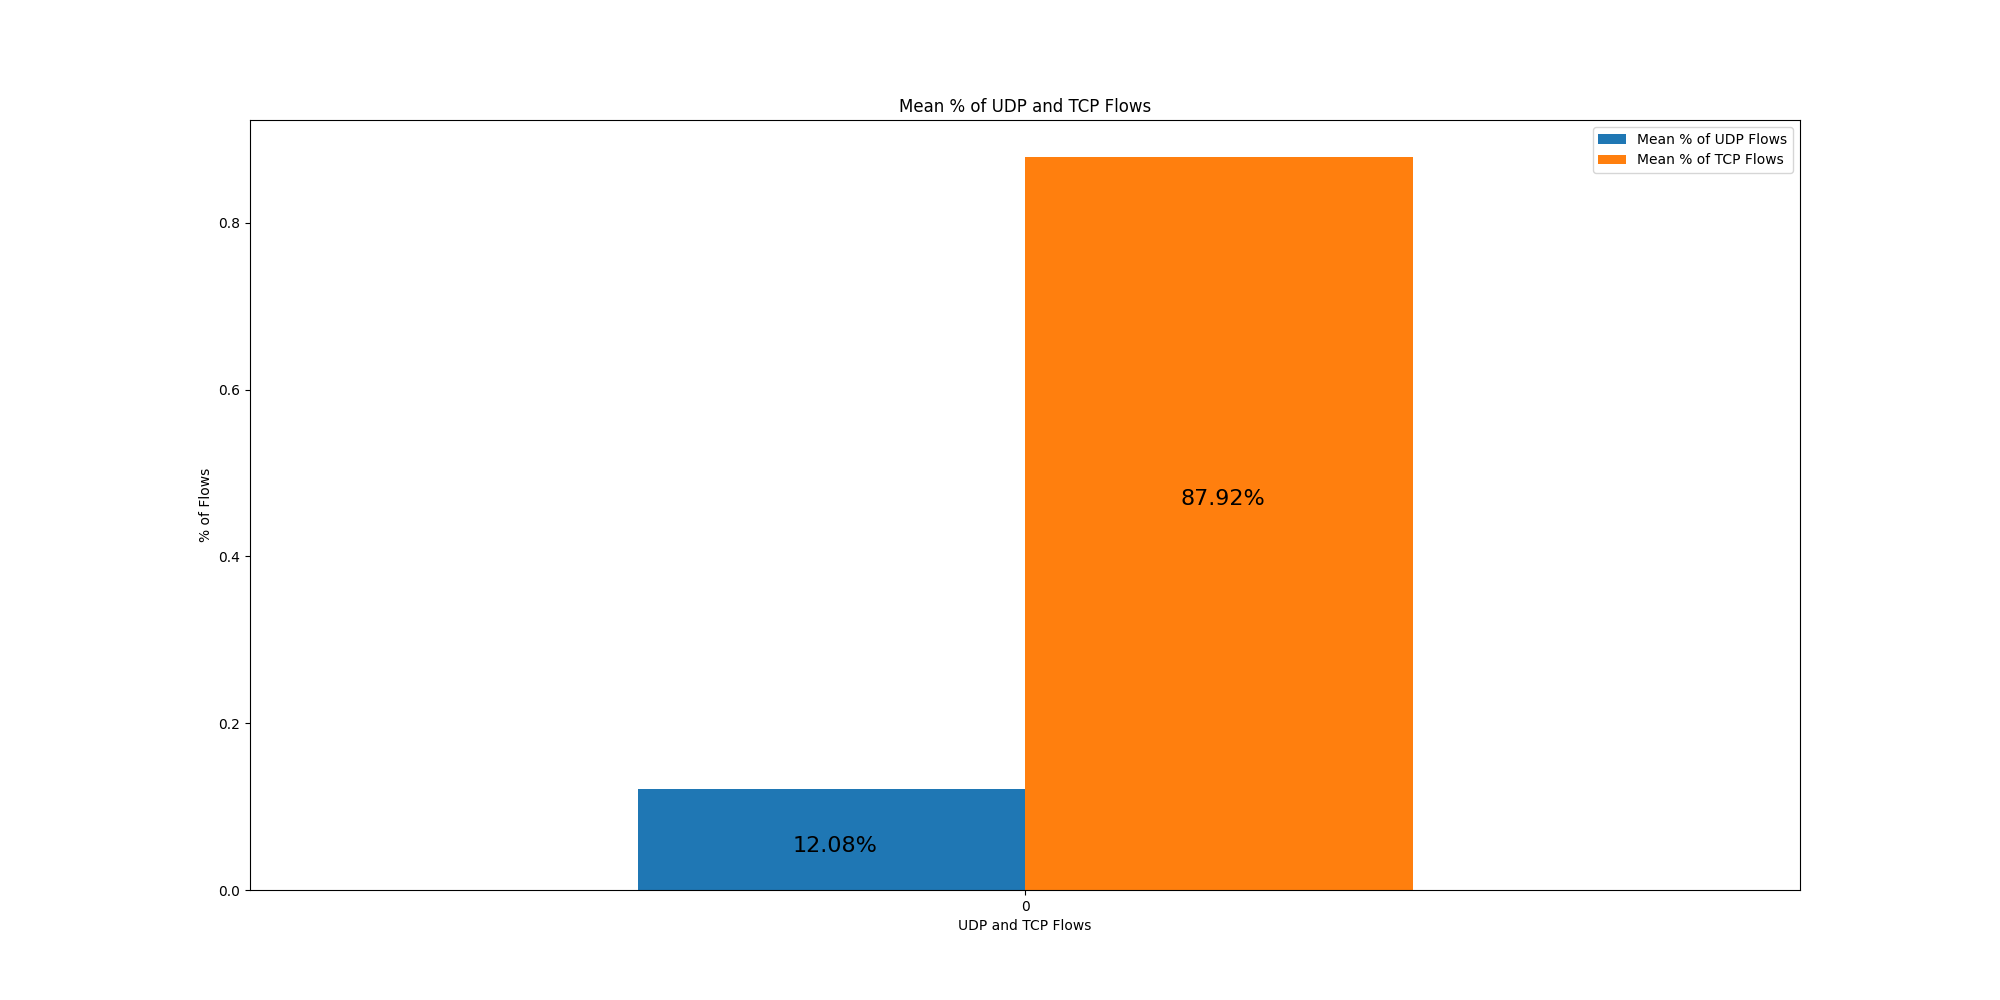 Mean % of UDP and TCP Flows
Mean % of UDP Flows
Mean % of TCP Flows
0.8
0.6
0.4
0.2
0.0
% of Flows
87.92%
12.08%
0
UDP and TCP Flows